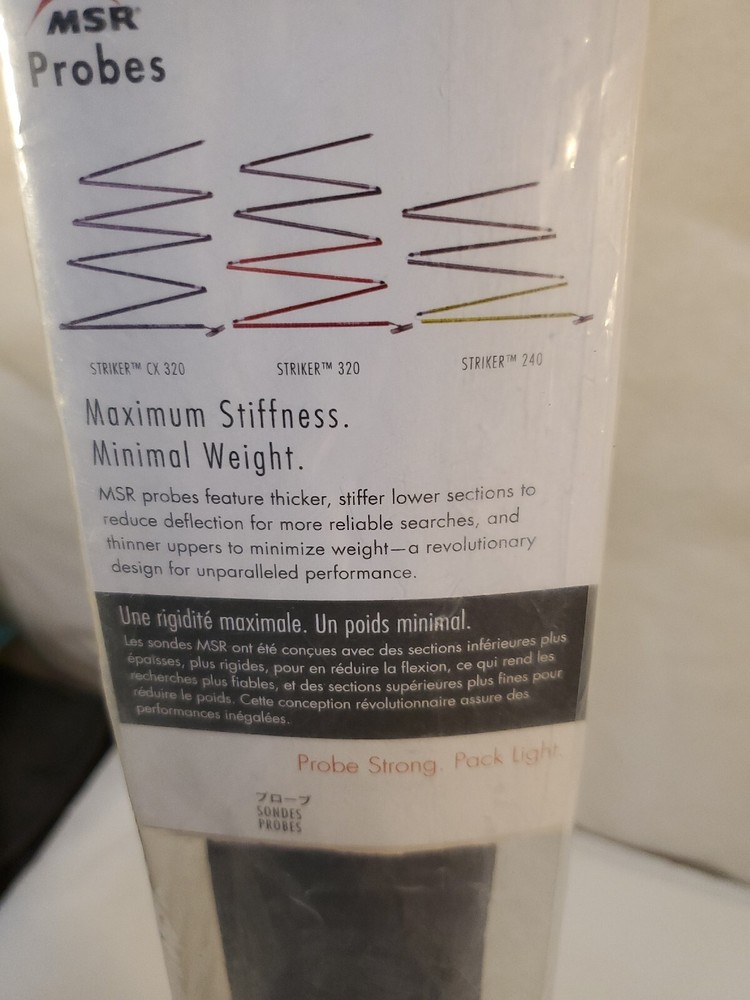 MSR®
Probes
STRIKER™ CX 320
STRIKER™ 320
STRIKER™ 240
Maximum Stiffness.
Minimal Weight.
MSR probes feature thicker, stiffer lower sections to
reduce deflection for more reliable searches, and
thinner uppers to minimize weight—a revolutionary
design for unparalleled performance.
Une rigidité maximale. Un poids minimal.
Les sondes MSR ont été conçues avec des sections inférieures plus
épaisses, plus rigides, pour en réduire la flexion, ce qui rend les
recherches plus fiables, et des sections supérieures plus fines pour
réduire le poids. Cette conception révolutionnaire assure des
performances inégalées.
Probe Strong. Pack Light.
プローブ
SONDES
PROBES